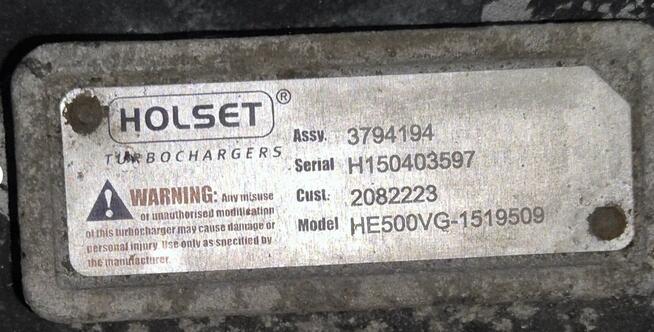 HOLSET®
TURBOCHARGERS
WARNING: Any misuse
or unauthorised modification
of this turbocharger may cause damage or
personal injury. Use only as specified by
the manufacturer.
Assy. 3794194
Serial H150403597
Cust. 2082223
Model HE500VG-1519509